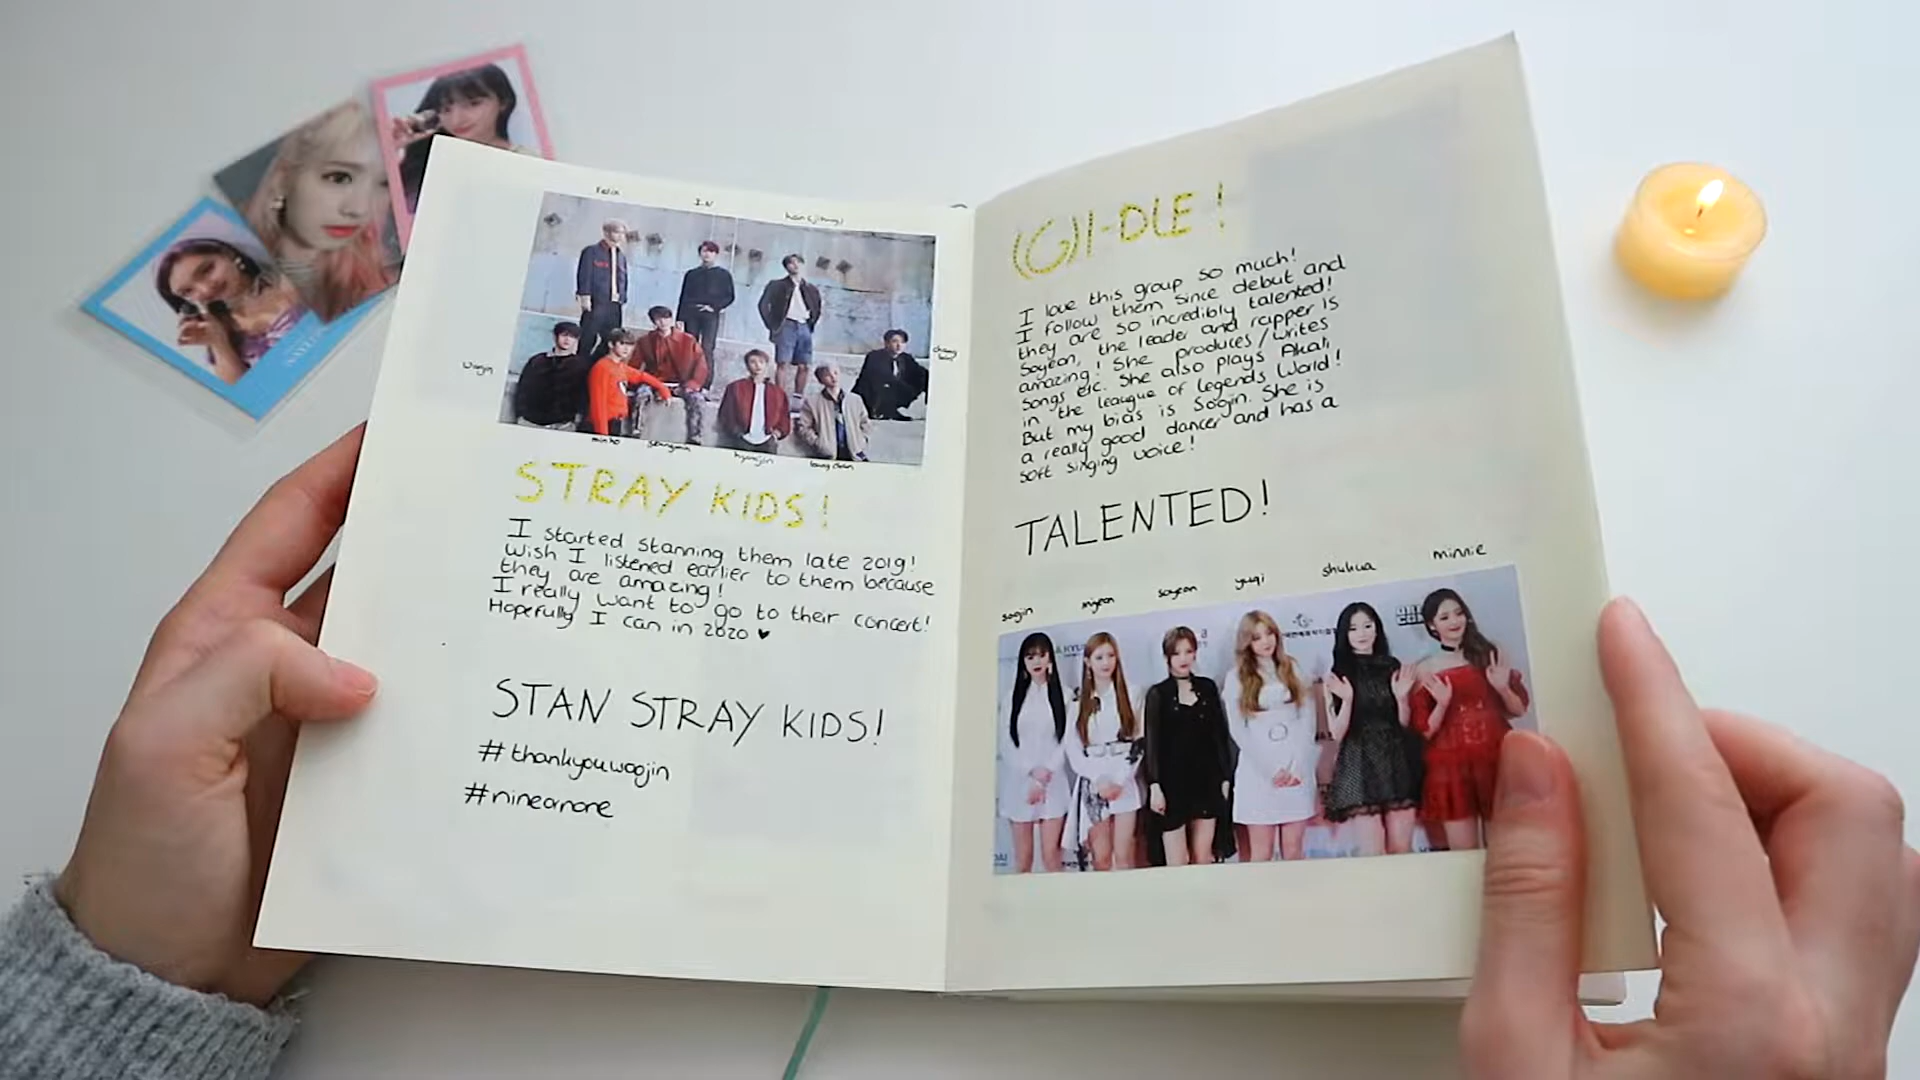 Felix
I.N
han (jisung)
woojin
chang
bin
minho
seungmin
hyunjin
bang chan
STRAY KIDS!
I started stanning them late 2019!
Wish I listened earlier to them because
they are amazing!
I really want to go to their concert!
Hopefully I can in 2020 ♥
STAN STRAY KIDS!
#thankyouwoojin
#nineornone
(G)I-DLE!
I love this group so much!
I follow them since debut and
they are so incredibly talented!
Soyeon, the leader and rapper is
amazing! She produces/writes
songs etc. She also plays Akali
in the league of legends World!
But my bias is Soojin. She is
a really good dancer and has a
soft singing voice!
TALENTED!
soojin miyeon soyeon yuqi shuhua minnie